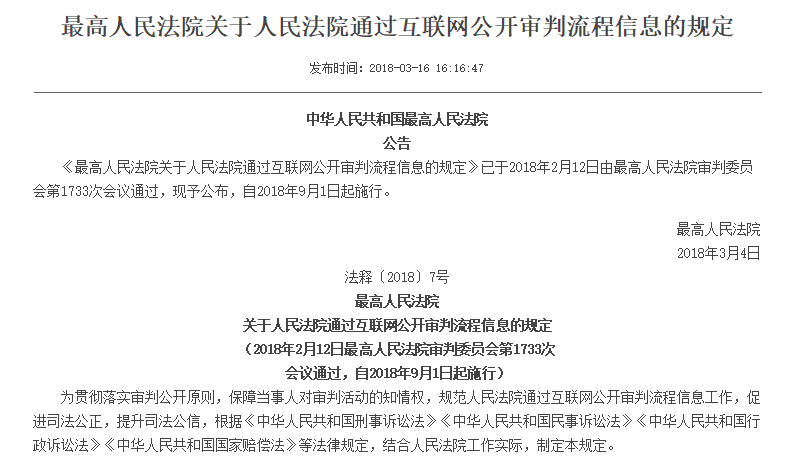 最高人民法院关于人民法院通过互联网公开审判流程信息的规定
发布时间：2018-03-16 16:16:47
中华人民共和国最高人民法院
公告
《最高人民法院关于人民法院通过互联网公开审判流程信息的规定》已于2018年2月12日由最高人民法院审判委员
会第1733次会议通过，现予公布，自2018年9月1日起施行。
最高人民法院
2018年3月4日
法释〔2018〕7号
最高人民法院
关于人民法院通过互联网公开审判流程信息的规定
（2018年2月12日最高人民法院审判委员会第1733次
会议通过，自2018年9月1日起施行）
为贯彻落实审判公开原则，保障当事人对审判活动的知情权，规范人民法院通过互联网公开审判流程信息工作，促
进司法公正，提升司法公信，根据《中华人民共和国刑事诉讼法》《中华人民共和国民事诉讼法》《中华人民共和国行
政诉讼法》《中华人民共和国国家赔偿法》等法律规定，结合人民法院工作实际，制定本规定。